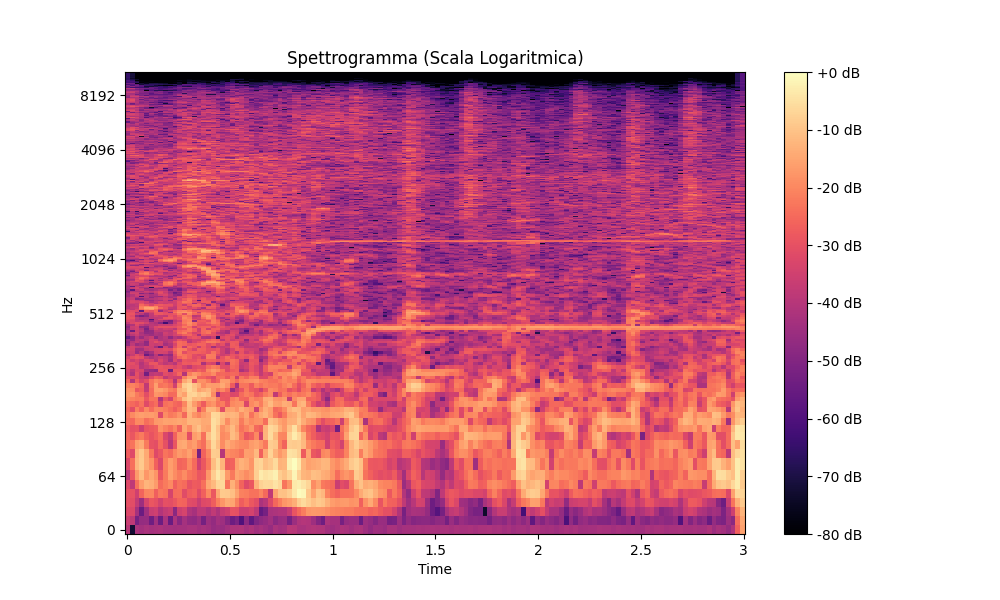 Spettrogramma (Scala Logaritmica)
Hz
8192
4096
2048
1024
512
256
128
64
0
0 0.5 1 1.5 2 2.5 3
Time
+0 dB
-10 dB
-20 dB
-30 dB
-40 dB
-50 dB
-60 dB
-70 dB
-80 dB